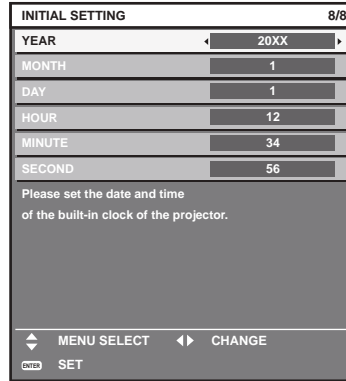 INITIAL SETTING 8/8
YEAR 20XX
MONTH 1
DAY 1
HOUR 12
MINUTE 34
SECOND 56
Please set the date and time
of the built-in clock of the projector.
MENU SELECT CHANGE
ENTER SET